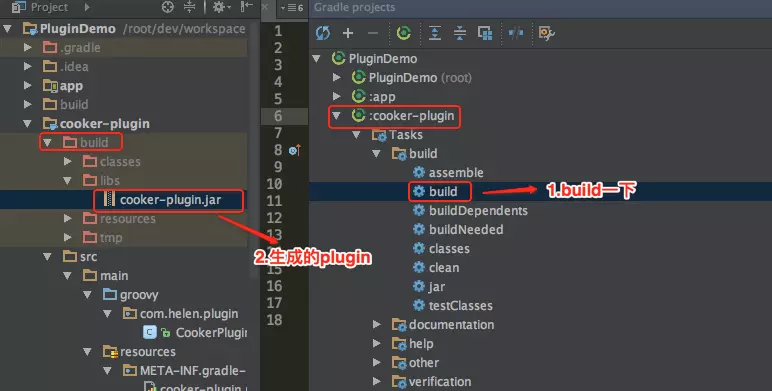 Project
PluginDemo /root/dev/workspace
.gradle
.idea
app
build
cooker-plugin
build
classes
libs
cooker-plugin.jar
resources
tmp
src
main
groovy
com.helen.plugin
CookerPlugin
resources
META-INF.gradle-
cooker-plugin
2.生成的plugin
6
1
2
3
4
5
6
7
8
9
10
11
12
13
14
15
16
17
18
Gradle projects
PluginDemo
PluginDemo (root)
:app
:cooker-plugin
Tasks
build
assemble
build
1.build一下
buildDependents
buildNeeded
classes
clean
jar
testClasses
documentation
help
other
verification